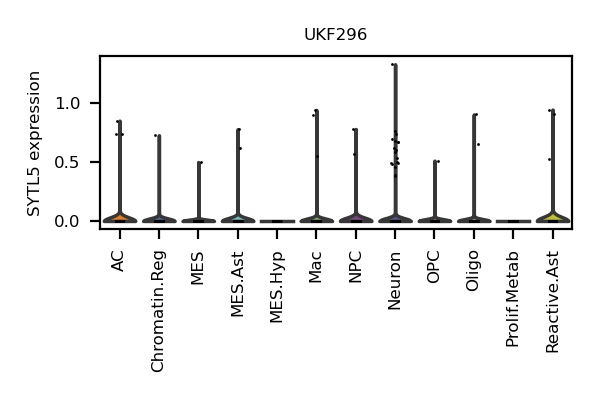 UKF296
SYTL5 expression
1.0
0.5
0.0
AC
Chromatin.Reg
MES
MES.Ast
MES.Hyp
Mac
NPC
Neuron
OPC
Oligo
Prolif.Metab
Reactive.Ast